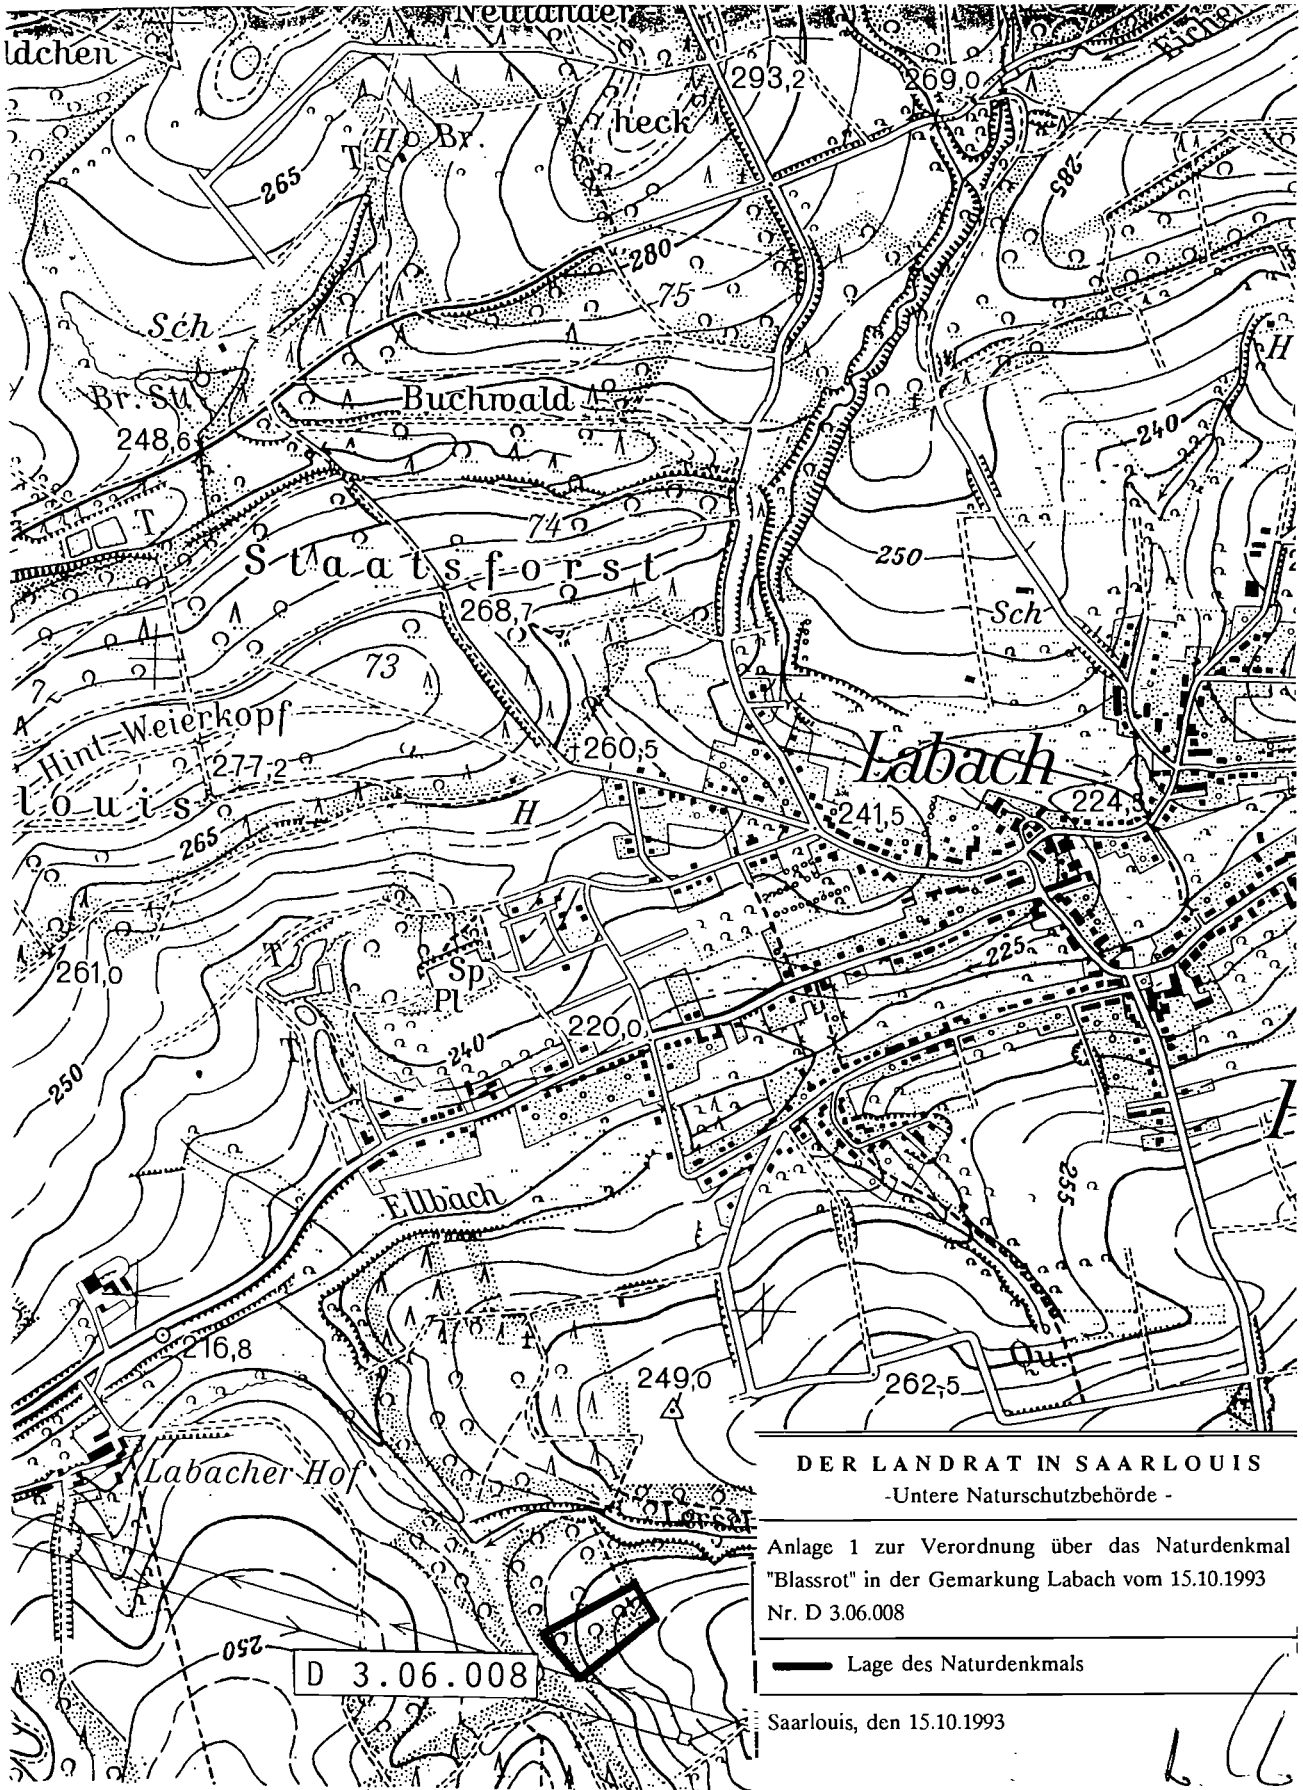 Neuländer
ldchen
Eichen
293,2
269,0
heck
H
Br.
T
265
285
280
75
Sch
H
Br. Stl.
Buchwald
240
248,6
T
74
250
Staatsforst
268,7
Sch
73
Hint-Weierkopf
260,5
Labach
277,2
louis
H
241,5
224,3
265
T
Sp
Pl
225
261,0
220,0
240
T
250
255
Ellbach
216,8
Qu.
249,0
262,5
Labacher Hof
250
D 3.06.008
DER LANDRAT IN SAARLOUIS
-Untere Naturschutzbehörde -
Anlage 1 zur Verordnung über das Naturdenkmal
"Blassrot" in der Gemarkung Labach vom 15.10.1993
Nr. D 3.06.008
Lage des Naturdenkmals
Saarlouis, den 15.10.1993